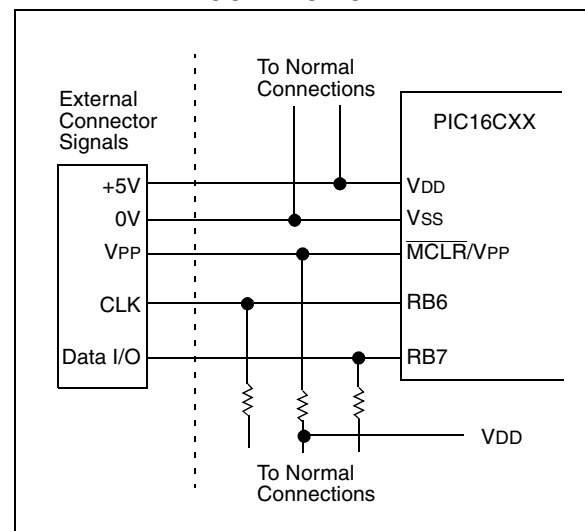 To Normal
Connections
External
Connector
Signals
PIC16CXX
+5V
VDD
0V
VSS
VPP
MCLR/VPP
CLK
RB6
Data I/O
RB7
VDD
To Normal
Connections